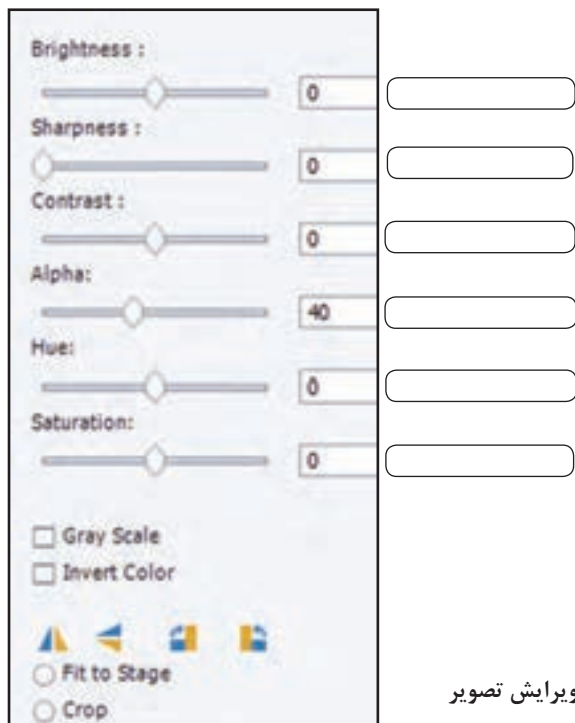 Brightness :
0
Sharpness :
0
Contrast :
0
Alpha:
40
Hue:
0
Saturation:
0
Gray Scale
Invert Color
Fit to Stage
Crop
ویرایش تصویر